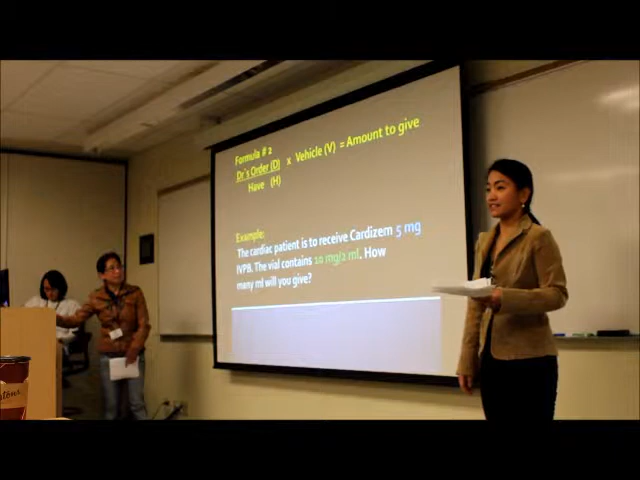 Formula # 2
Dr's Order (D) x Vehicle (V) = Amount to give
Have (H)
Example:
The cardiac patient is to receive Cardizem 5 mg
IVPB. The vial contains 10 mg/2 ml. How
many ml will you give?